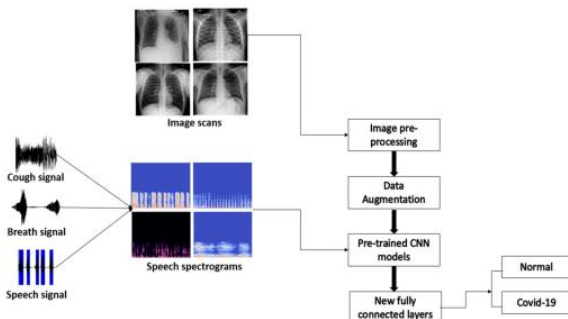 Image scans
Cough signal
Breath signal
Speech signal
Speech spectrograms
Image pre-
processing
Data
Augmentation
Pre-trained CNN
models
New fully
connected layers
Normal
Covid-19